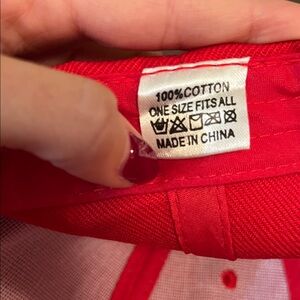 100%COTTON
ONE SIZE FITS ALL
MADE IN CHINA